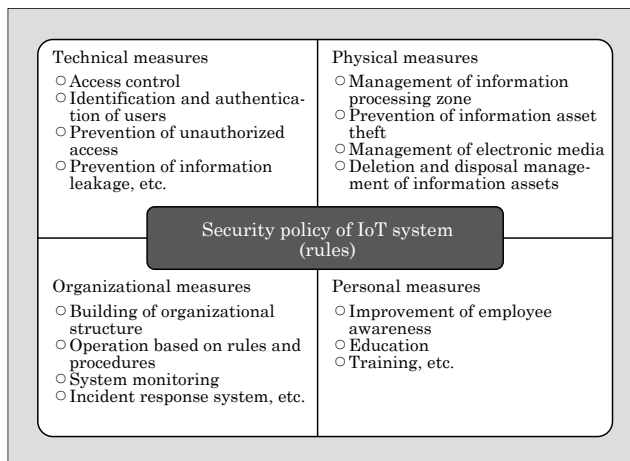 Technical measures
○ Access control
○ Identification and authentica-
tion of users
○ Prevention of unauthorized
access
○ Prevention of information
leakage, etc.
Physical measures
○ Management of information
processing zone
○ Prevention of information asset
theft
○ Management of electronic media
○ Deletion and disposal manage-
ment of information assets
Security policy of IoT system
(rules)
Organizational measures
○ Building of organizational
structure
○ Operation based on rules and
procedures
○ System monitoring
○ Incident response system, etc.
Personal measures
○ Improvement of employee
awareness
○ Education
○ Training, etc.